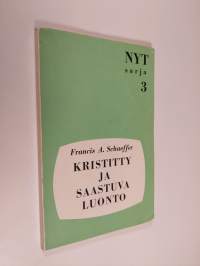 NYT
sarja
3
Francis A. Schaeffer
KRISTITTY
JA
SAASTUVA
LUONTO